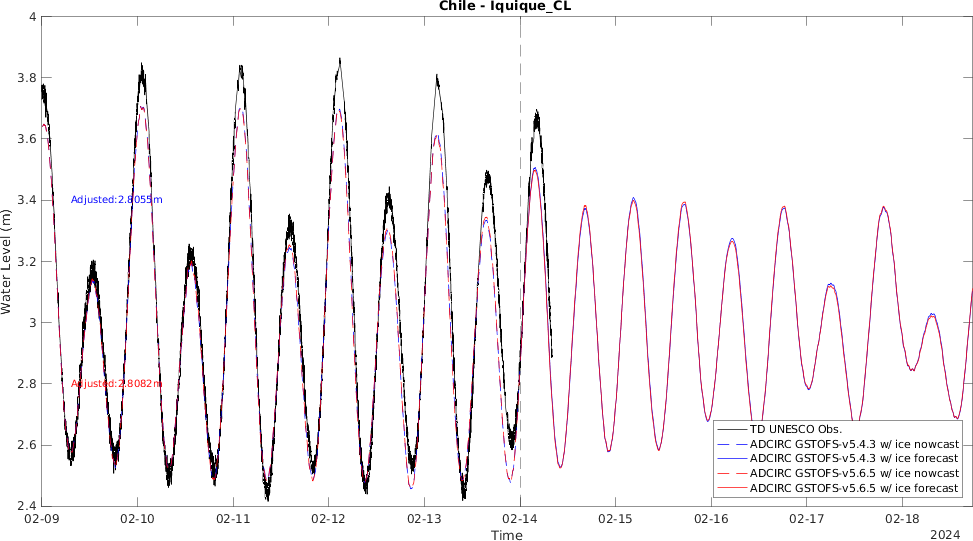 Chile - Iquique_CL
4
3.8
3.6
3.4
3.2
3
2.8
2.6
2.4
Water Level (m)
Adjusted:2.8055m
Adjusted:2.8082m
TD UNESCO Obs.
ADCIRC GSTOFS-v5.4.3 w/ ice nowcast
ADCIRC GSTOFS-v5.4.3 w/ ice forecast
ADCIRC GSTOFS-v5.6.5 w/ ice nowcast
ADCIRC GSTOFS-v5.6.5 w/ ice forecast
02-09 02-10 02-11 02-12 02-13 02-14 02-15 02-16 02-17 02-18
Time
2024